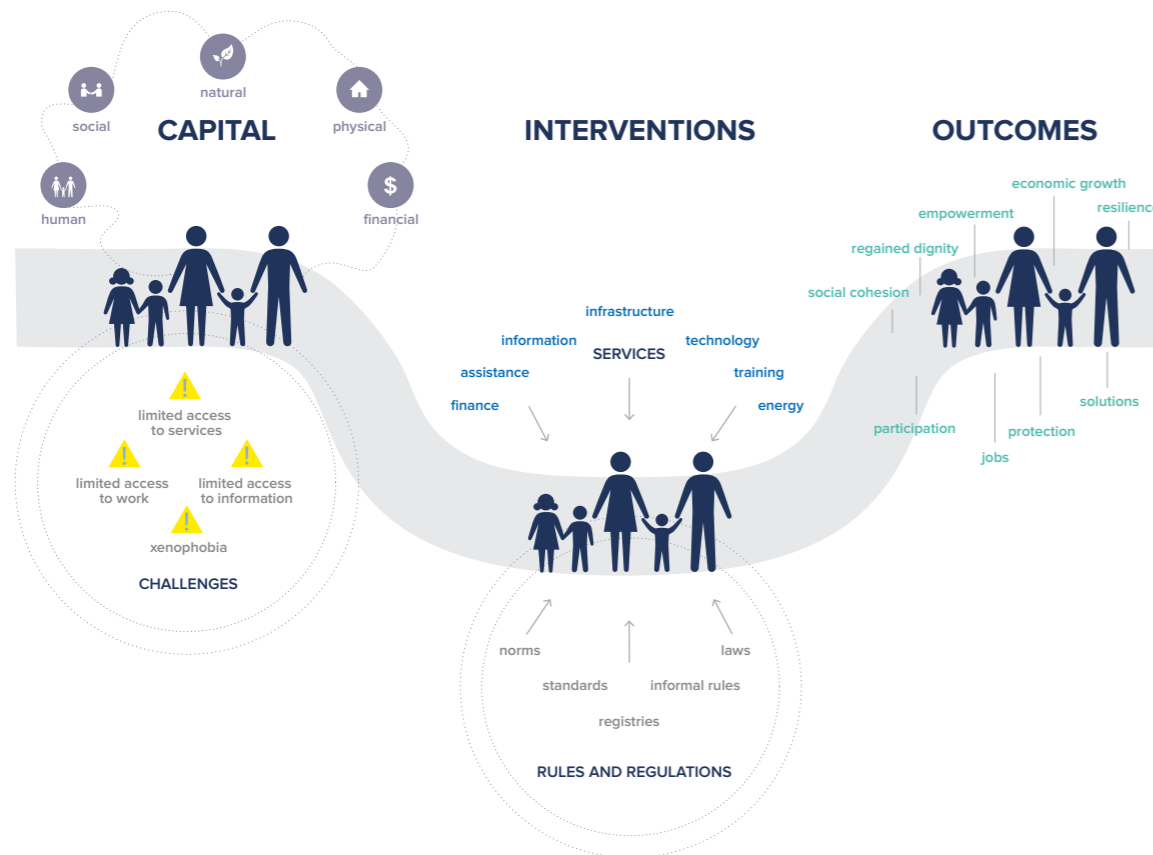 natural
social
physical
CAPITAL
human
$
financial
!
limited access
to services
!
!
limited access
to work
limited access
to information
!
xenophobia
CHALLENGES
INTERVENTIONS
infrastructure
information
technology
SERVICES
assistance
training
finance
energy
norms
laws
standards
informal rules
registries
RULES AND REGULATIONS
OUTCOMES
economic growth
resilience
empowerment
regained dignity
social cohesion
solutions
participation
protection
jobs